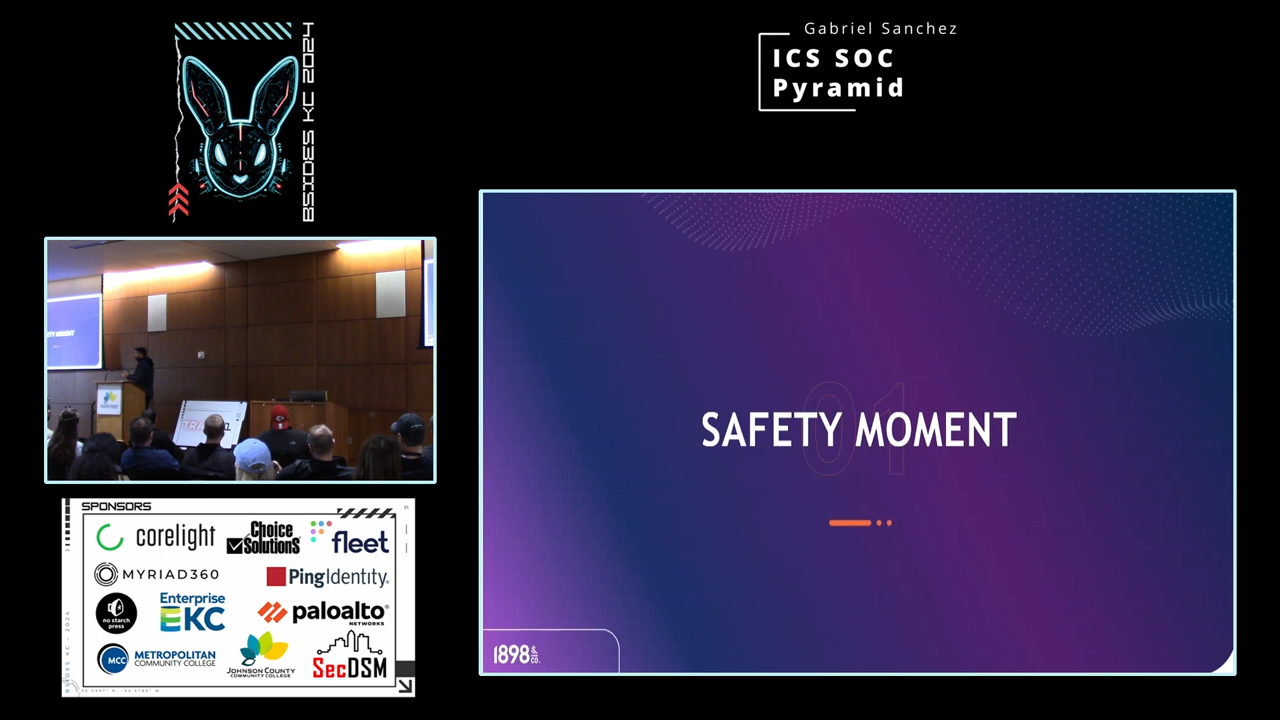 BSIDES KC 2024
Gabriel Sanchez
ICS SOC
Pyramid
SAFETY MOMENT
01
1898 & CO.
SPONSORS
corelight
Choice
SolutionS
fleet
MYRIAD360
PingIdentity.
no starch
press
Enterprise
KC
paloalto
NETWORKS
MCC
METROPOLITAN
COMMUNITY COLLEGE
JOHNSON COUNTY
COMMUNITY COLLEGE
SecDSM